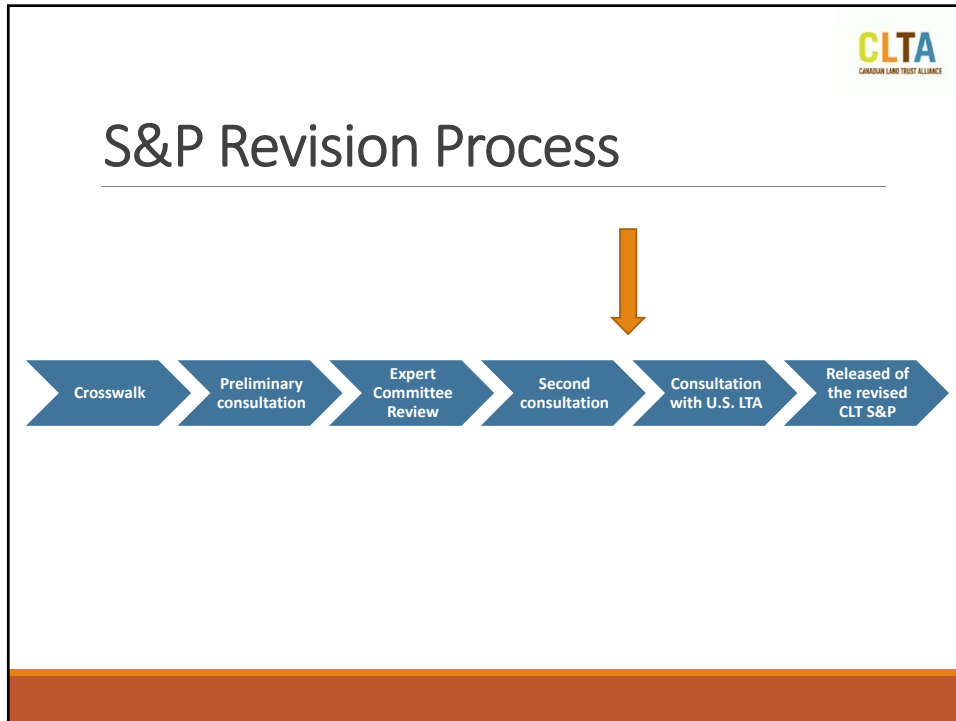 CLTA
CANADIAN LAND TRUST ALLIANCE
S&P Revision Process
Crosswalk
Preliminary
consultation
Expert
Committee
Review
Second
consultation
Consultation
with U.S. LTA
Released of
the revised
CLT S&P